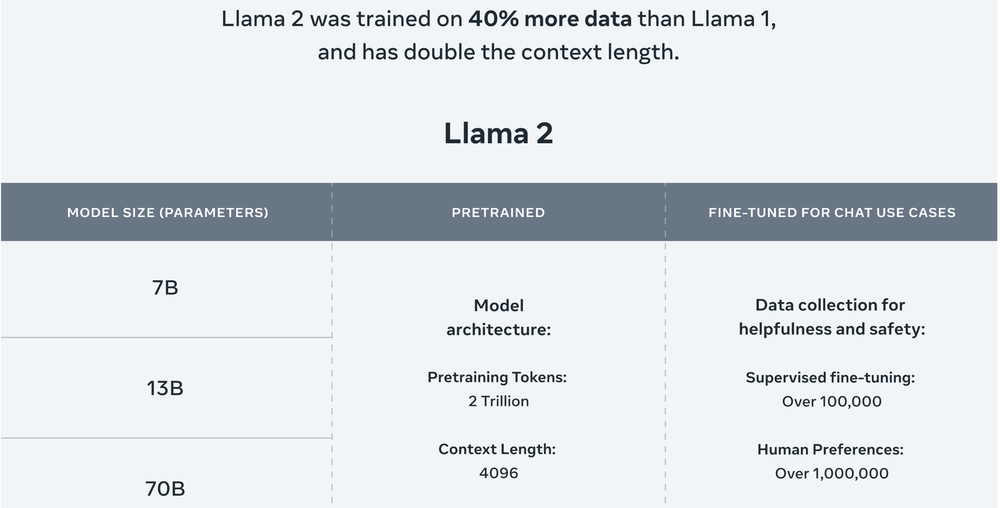 Llama 2 was trained on 40% more data than Llama 1,
and has double the context length.
Llama 2
MODEL SIZE (PARAMETERS)
PRETRAINED
FINE-TUNED FOR CHAT USE CASES
7B
13B
70B
Model
architecture:
Pretraining Tokens:
2 Trillion
Context Length:
4096
Data collection for
helpfulness and safety:
Supervised fine-tuning:
Over 100,000
Human Preferences:
Over 1,000,000